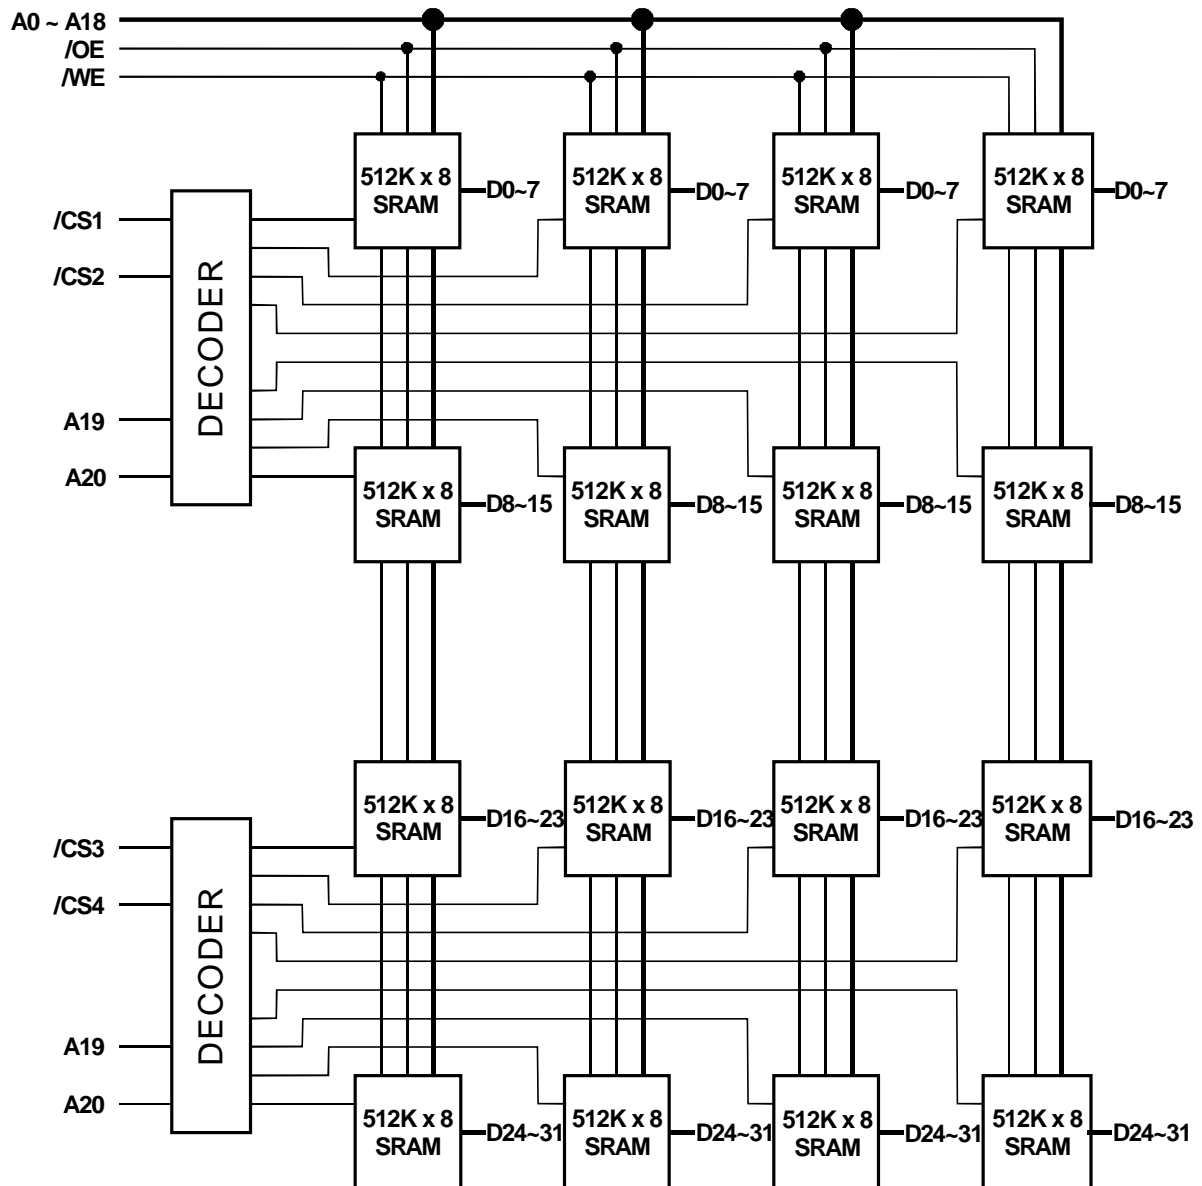 A0 ~ A18
/OE
/WE
512K x 8
SRAM
D0~7
512K x 8
SRAM
D0~7
512K x 8
SRAM
D0~7
512K x 8
SRAM
D0~7
/CS1
/CS2
DECODER
A19
A20
512K x 8
SRAM
D8~15
512K x 8
SRAM
D8~15
512K x 8
SRAM
D8~15
512K x 8
SRAM
D8~15
512K x 8
SRAM
D16~23
512K x 8
SRAM
D16~23
512K x 8
SRAM
D16~23
512K x 8
SRAM
D16~23
/CS3
/CS4
DECODER
A19
A20
512K x 8
SRAM
D24~31
512K x 8
SRAM
D24~31
512K x 8
SRAM
D24~31
512K x 8
SRAM
D24~31